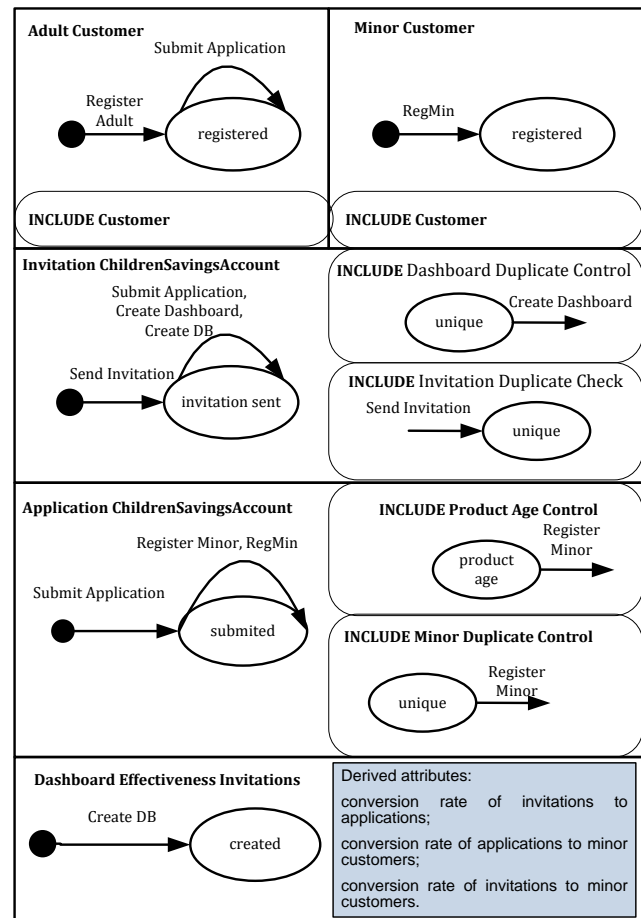 Adult Customer
Submit Application
Register
Adult
registered
INCLUDE Customer
Minor Customer
RegMin
registered
INCLUDE Customer
Invitation ChildrenSavingsAccount
Submit Application,
Create Dashboard,
Create DB
Send Invitation
invitation sent
INCLUDE Dashboard Duplicate Control
unique
Create Dashboard
INCLUDE Invitation Duplicate Check
Send Invitation
unique
Application ChildrenSavingsAccount
Register Minor, RegMin
Submit Application
submited
INCLUDE Product Age Control
product
age
Register
Minor
INCLUDE Minor Duplicate Control
unique
Register
Minor
Dashboard Effectiveness Invitations
Create DB
created
Derived attributes:
conversion rate of invitations to
applications;
conversion rate of applications to minor
customers;
conversion rate of invitations to minor
customers.